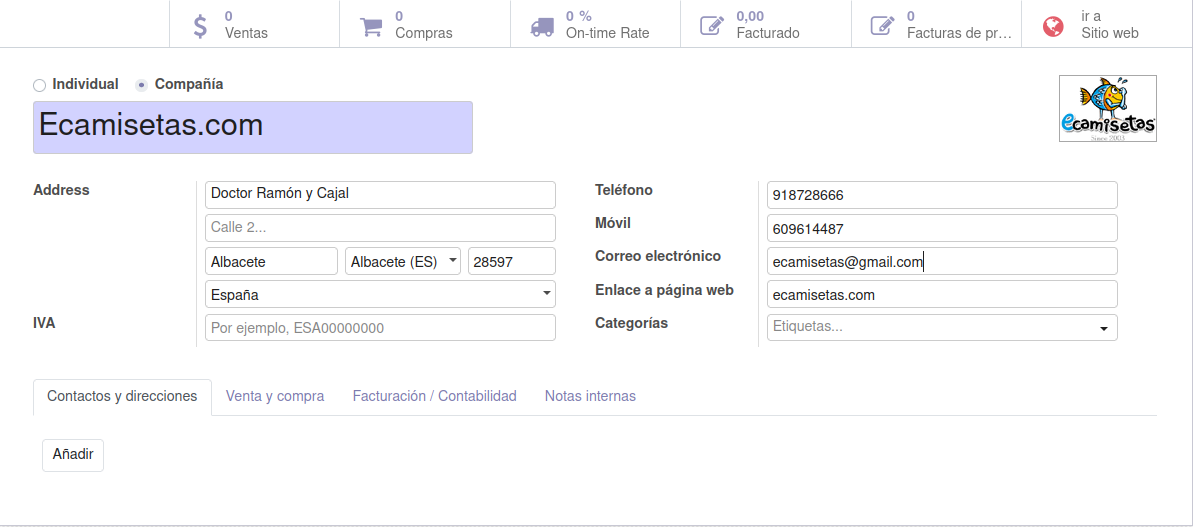 0
Ventas
0
Compras
0 %
On-time Rate
0,00
Facturado
0
Facturas de pr...
ir a
Sitio web
Individual
Compañía
Ecamisetas.com
ecamisetas
Since 2003
Address
Doctor Ramón y Cajal
Calle 2...
Albacete
Albacete (ES)
28597
España
IVA
Por ejemplo, ESA00000000
Teléfono
918728666
Móvil
609614487
Correo electrónico
ecamisetas@gmail.com
Enlace a página web
ecamisetas.com
Categorías
Etiquetas...
Contactos y direcciones
Venta y compra
Facturación / Contabilidad
Notas internas
Añadir